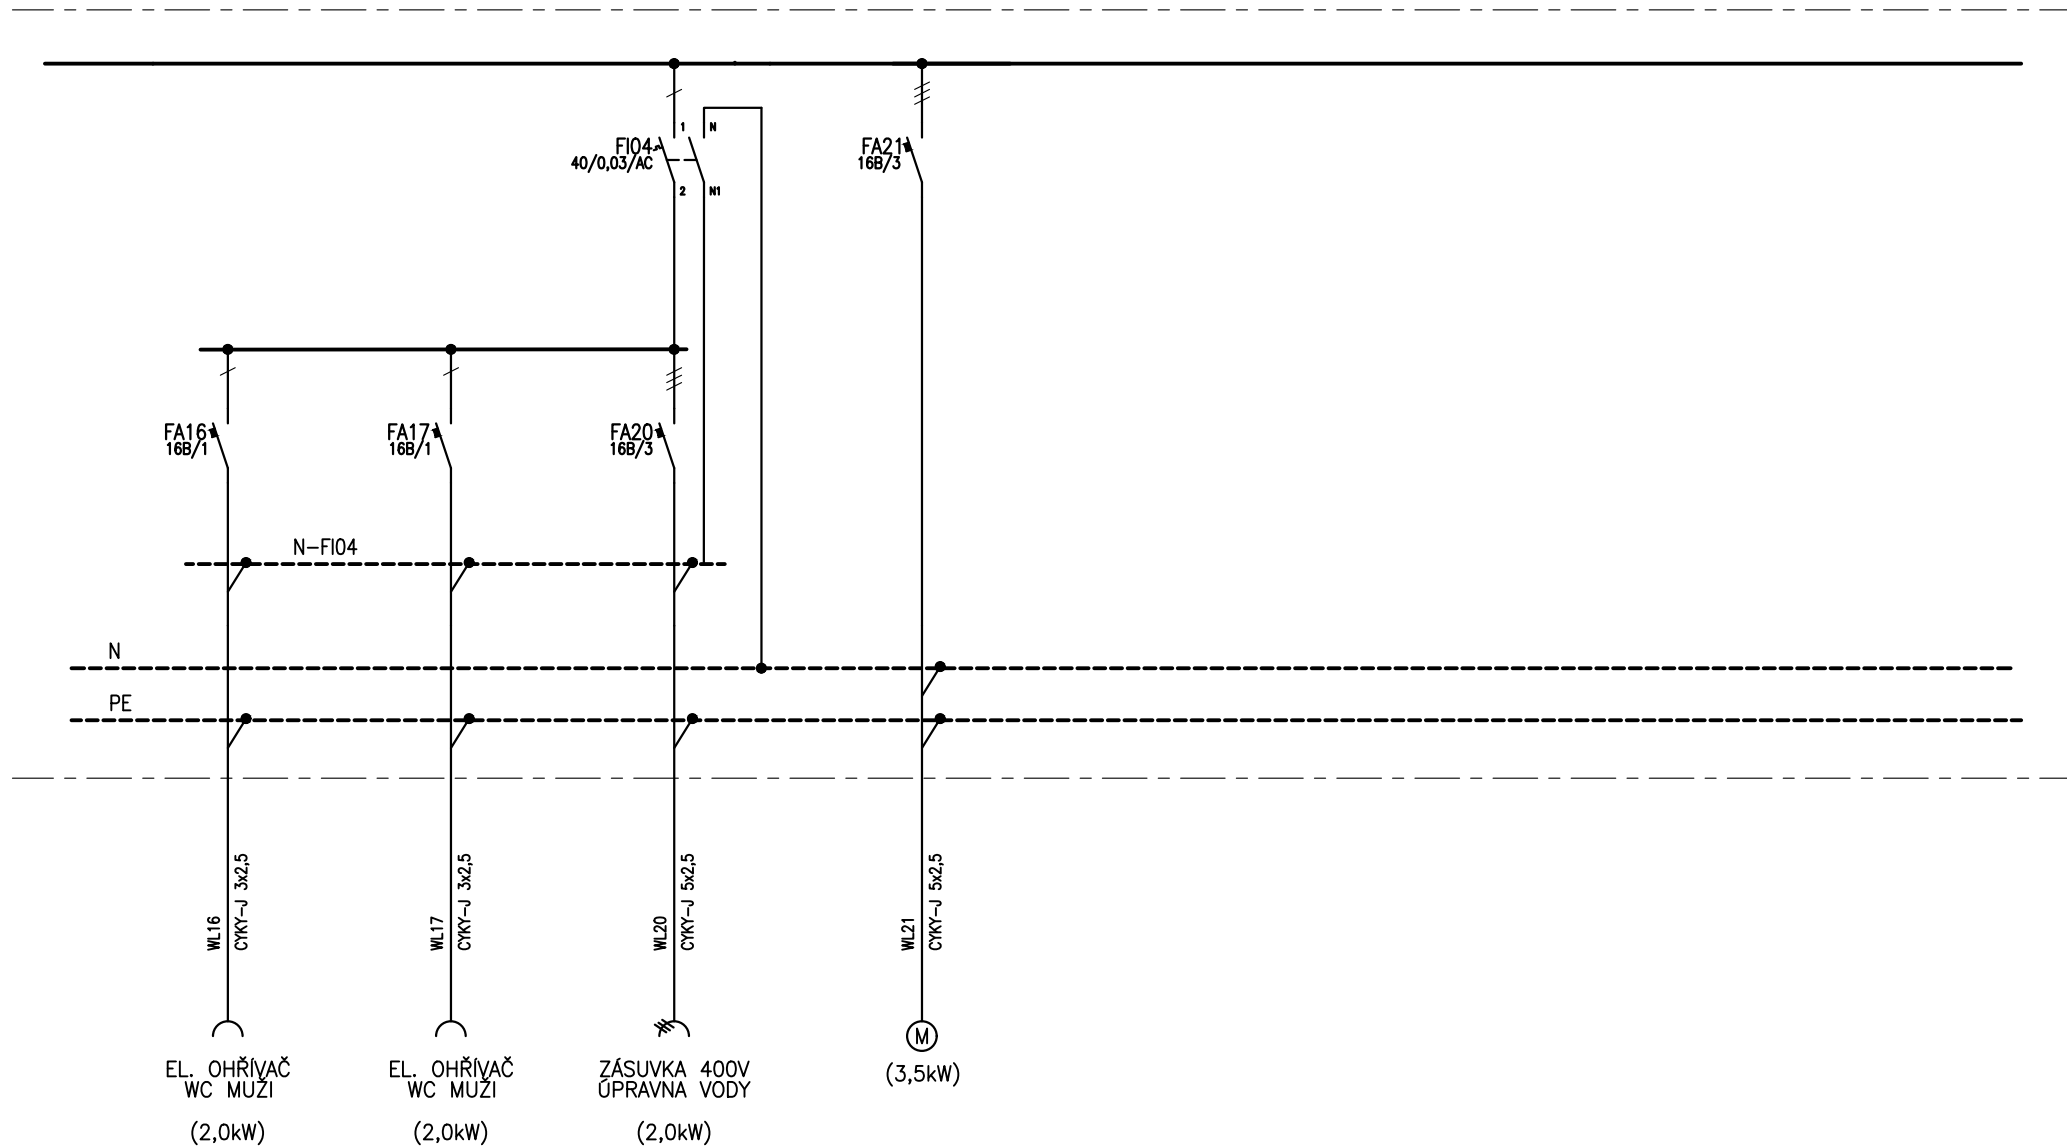 1 N
FI04
40/0,03/AC
2 N1
FA21
16B/3
FA16
16B/1
FA17
16B/1
FA20
16B/3
N-FI04
N
PE
WL16
CYKY-J 3x2,5
WL17
CYKY-J 3x2,5
WL20
CYKY-J 5x2,5
WL21
CYKY-J 5x2,5
EL. OHŘÍVAČ
WC MUŽI
(2,0kW)
EL. OHŘÍVAČ
WC MUŽI
(2,0kW)
ZÁSUVKA 400V
ÚPRAVNA VODY
(2,0kW)
M
(3,5kW)